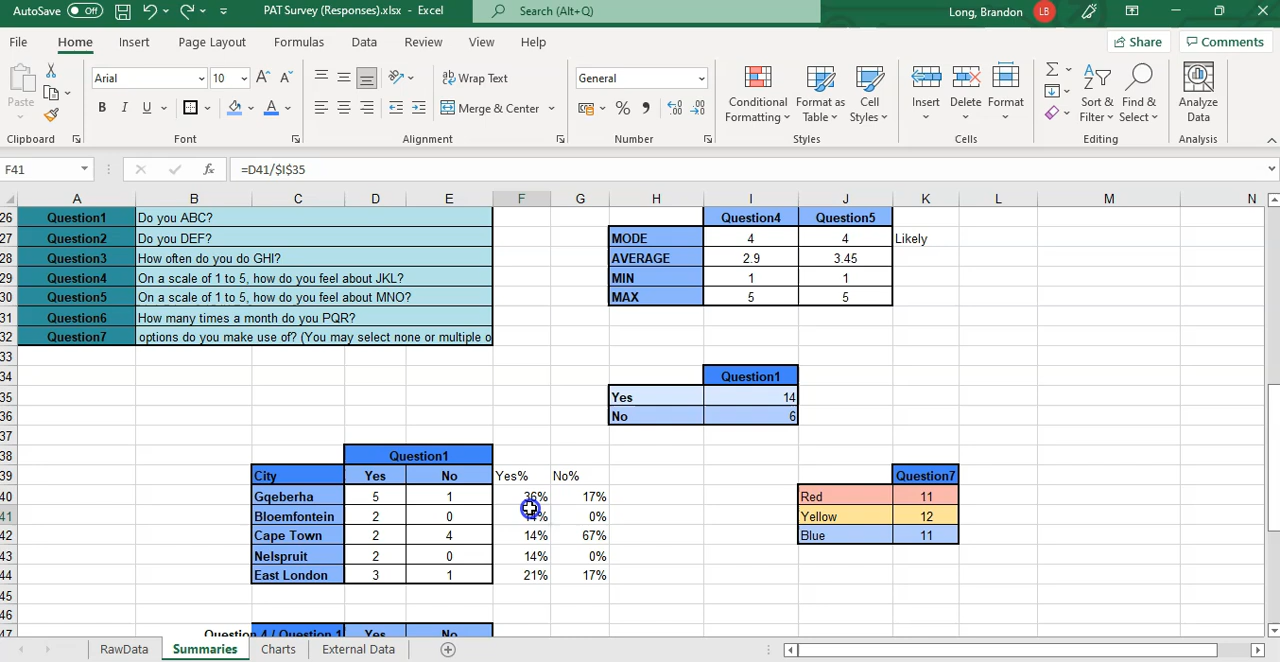 AutoSave Off PAT Survey (Responses).xlsx - Excel Search (Alt+Q) Long, Brandon LB
File Home Insert Page Layout Formulas Data Review View Help Share Comments
Paste Arial 10 Wrap Text General Conditional Formatting Format as Table Cell Styles Insert Delete Format Sort & Filter Find & Select Analyze Data
B I U A Merge & Center %
Clipboard Font Alignment Number Styles Cells Editing Analysis
F41 fx =D41/$I$35
A B C D E F G H I J K L M N
26 Question1 Do you ABC? Question4 Question5
27 Question2 Do you DEF? MODE 4 4 Likely
28 Question3 How often do you do GHI? AVERAGE 2.9 3.45
29 Question4 On a scale of 1 to 5, how do you feel about JKL? MIN 1 1
30 Question5 On a scale of 1 to 5, how do you feel about MNO? MAX 5 5
31 Question6 How many times a month do you PQR?
32 Question7 options do you make use of? (You may select none or multiple o
33
34 Question1
35 Yes 14
36 No 6
37
38 Question1
39 City Yes No Yes% No% Question7
40 Gqeberha 5 1 36% 17% Red 11
41 Bloemfontein 2 0 14% 0% Yellow 12
42 Cape Town 2 4 14% 67% Blue 11
43 Nelspruit 2 0 14% 0%
44 East London 3 1 21% 17%
45
46
47 Question 4 / Question 1 Yes No
RawData Summaries Charts External Data